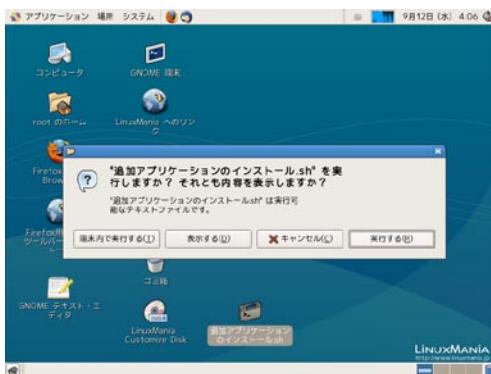 アプリケーション 場所 システム
9月12日 (水) 4:06
コンピュータ
GNOME 端末
root のホーム
LinuxMania へのリン
ク
Firefox
Brow
"追加アプリケーションのインストール.sh" を実
行しますか? それとも内容を表示しますか?
"追加アプリケーションのインストール.sh" は実行可
能なテキストファイルです。
端末内で実行する(T)
表示する(D)
キャンセル(C)
実行する(R)
Firefox用
ツールバー
ゴミ箱
GNOME テキスト・エ
ディタ
LinuxMania
Customize Disk
追加アプリケーション
のインストール.sh
LINUXMANIA